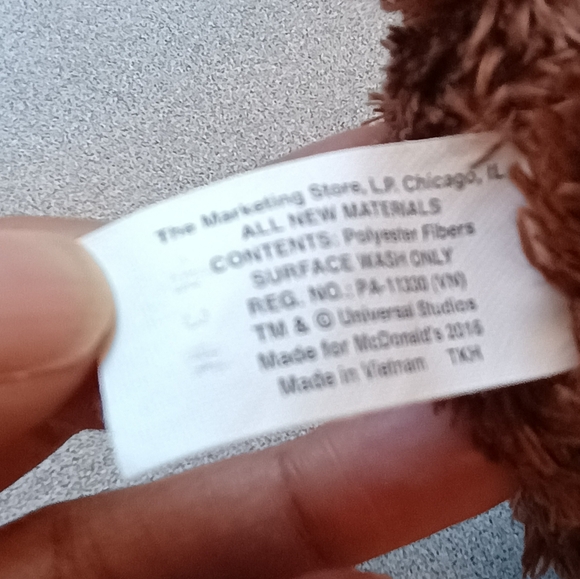 The Marketing Store, L.P. Chicago, IL
ALL NEW MATERIALS
CONTENTS: Polyester Fibers
SURFACE WASH ONLY
REG. NO.: PA-11330 (VN)
TM & © Universal Studios
Made for McDonald's 2016
Made in Vietnam TKH